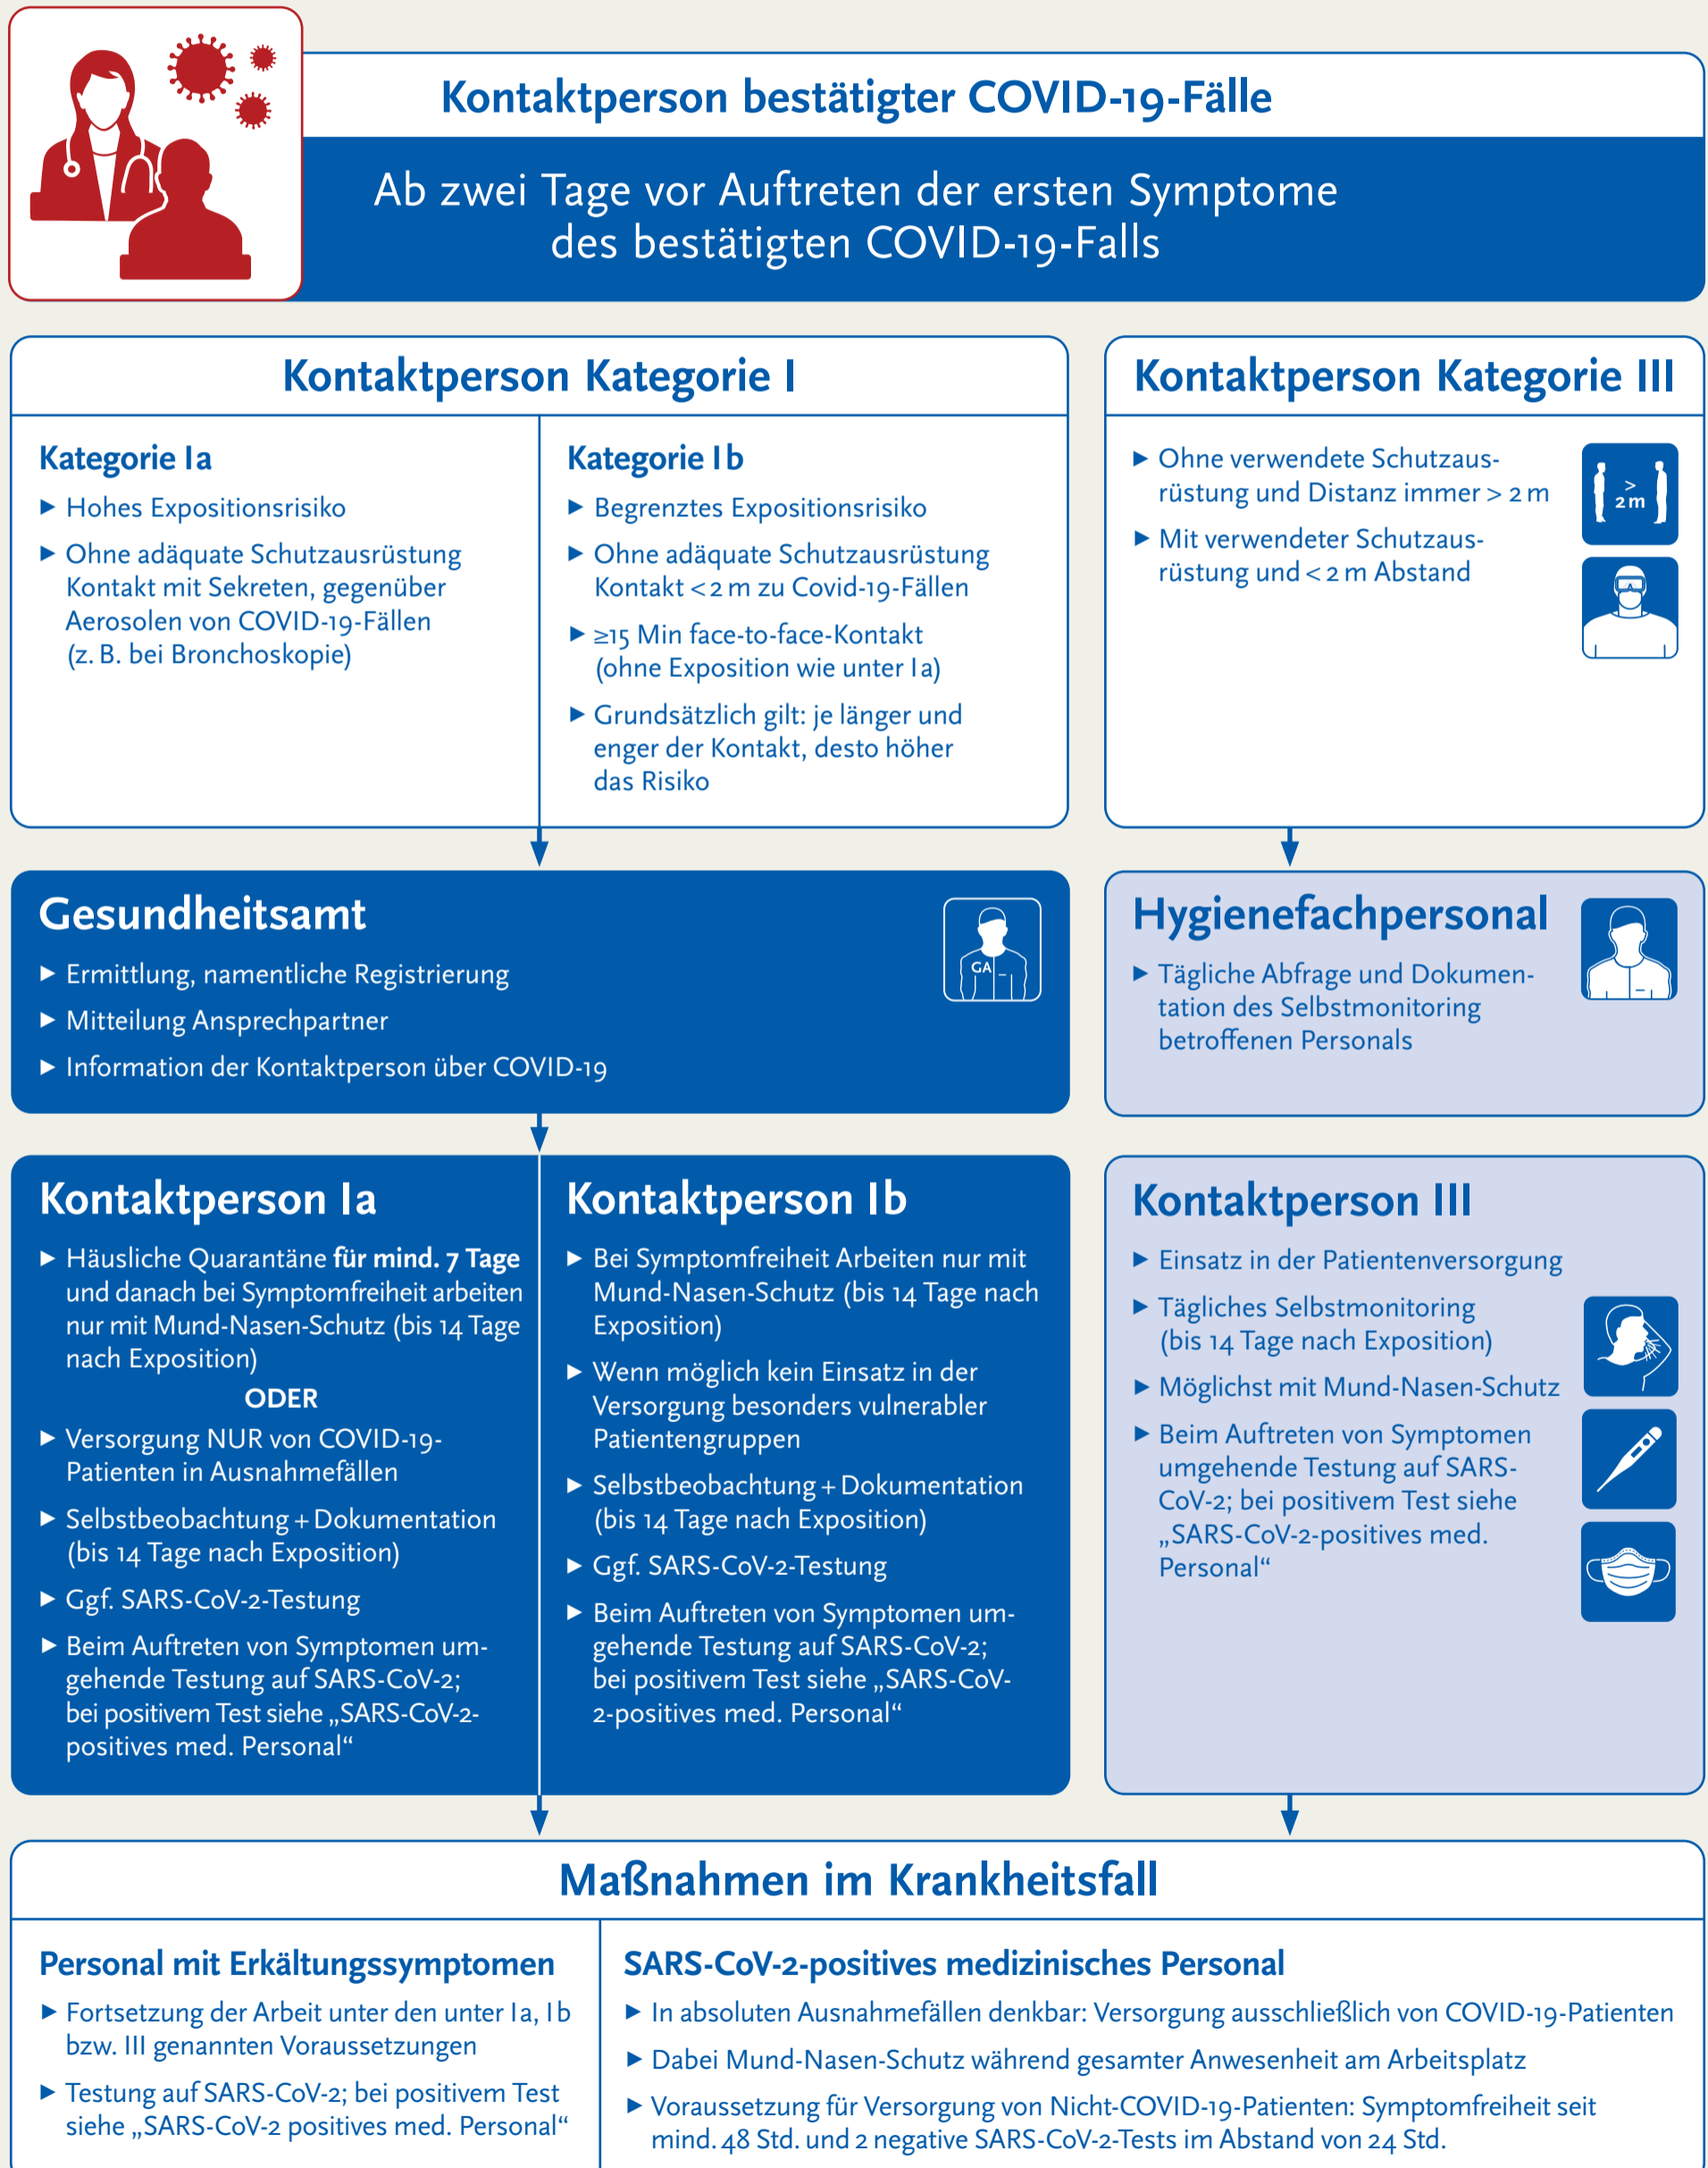 Kontaktperson bestätigter COVID-19-Fälle
Ab zwei Tage vor Auftreten der ersten Symptome
des bestätigten COVID-19-Falls
Kontaktperson Kategorie I
Kategorie Ia
▶ Hohes Expositionsrisiko
▶ Ohne adäquate Schutzausrüstung
Kontakt mit Sekreten, gegenüber
Aerosolen von COVID-19-Fällen
(z. B. bei Bronchoskopie)
Kategorie Ib
▶ Begrenztes Expositionsrisiko
▶ Ohne adäquate Schutzausrüstung
Kontakt <2 m zu Covid-19-Fällen
▶ ≥15 Min face-to-face-Kontakt
(ohne Exposition wie unter Ia)
▶ Grundsätzlich gilt: je länger und
enger der Kontakt, desto höher
das Risiko
Kontaktperson Kategorie III
▶ Ohne verwendete Schutzaus-
rüstung und Distanz immer > 2 m
▶ Mit verwendeter Schutzaus-
rüstung und < 2 m Abstand
>
2 m
Gesundheitsamt
▶ Ermittlung, namentliche Registrierung
▶ Mitteilung Ansprechpartner
▶ Information der Kontaktperson über COVID-19
GA
Hygienefachpersonal
▶ Tägliche Abfrage und Dokumen-
tation des Selbstmonitoring
betroffenen Personals
Kontaktperson Ia
▶ Häusliche Quarantäne für mind. 7 Tage
und danach bei Symptomfreiheit arbeiten
nur mit Mund-Nasen-Schutz (bis 14 Tage
nach Exposition)
ODER
▶ Versorgung NUR von COVID-19-
Patienten in Ausnahmefällen
▶ Selbstbeobachtung + Dokumentation
(bis 14 Tage nach Exposition)
▶ Ggf. SARS-CoV-2-Testung
▶ Beim Auftreten von Symptomen um-
gehende Testung auf SARS-CoV-2;
bei positivem Test siehe „SARS-CoV-2-
positives med. Personal“
Kontaktperson Ib
▶ Bei Symptomfreiheit Arbeiten nur mit
Mund-Nasen-Schutz (bis 14 Tage nach
Exposition)
▶ Wenn möglich kein Einsatz in der
Versorgung besonders vulnerabler
Patientengruppen
▶ Selbstbeobachtung + Dokumentation
(bis 14 Tage nach Exposition)
▶ Ggf. SARS-CoV-2-Testung
▶ Beim Auftreten von Symptomen um-
gehende Testung auf SARS-CoV-2;
bei positivem Test siehe „SARS-CoV-
2-positives med. Personal“
Kontaktperson III
▶ Einsatz in der Patientenversorgung
▶ Tägliches Selbstmonitoring
(bis 14 Tage nach Exposition)
▶ Möglichst mit Mund-Nasen-Schutz
▶ Beim Auftreten von Symptomen
umgehende Testung auf SARS-
CoV-2; bei positivem Test siehe
„SARS-CoV-2-positives med.
Personal“
Maßnahmen im Krankheitsfall
Personal mit Erkältungssymptomen
▶ Fortsetzung der Arbeit unter den unter Ia, Ib
bzw. III genannten Voraussetzungen
▶ Testung auf SARS-CoV-2; bei positivem Test
siehe „SARS-CoV-2 positives med. Personal“
SARS-CoV-2-positives medizinisches Personal
▶ In absoluten Ausnahmefällen denkbar: Versorgung ausschließlich von COVID-19-Patienten
▶ Dabei Mund-Nasen-Schutz während gesamter Anwesenheit am Arbeitsplatz
▶ Voraussetzung für Versorgung von Nicht-COVID-19-Patienten: Symptomfreiheit seit
mind. 48 Std. und 2 negative SARS-CoV-2-Tests im Abstand von 24 Std.